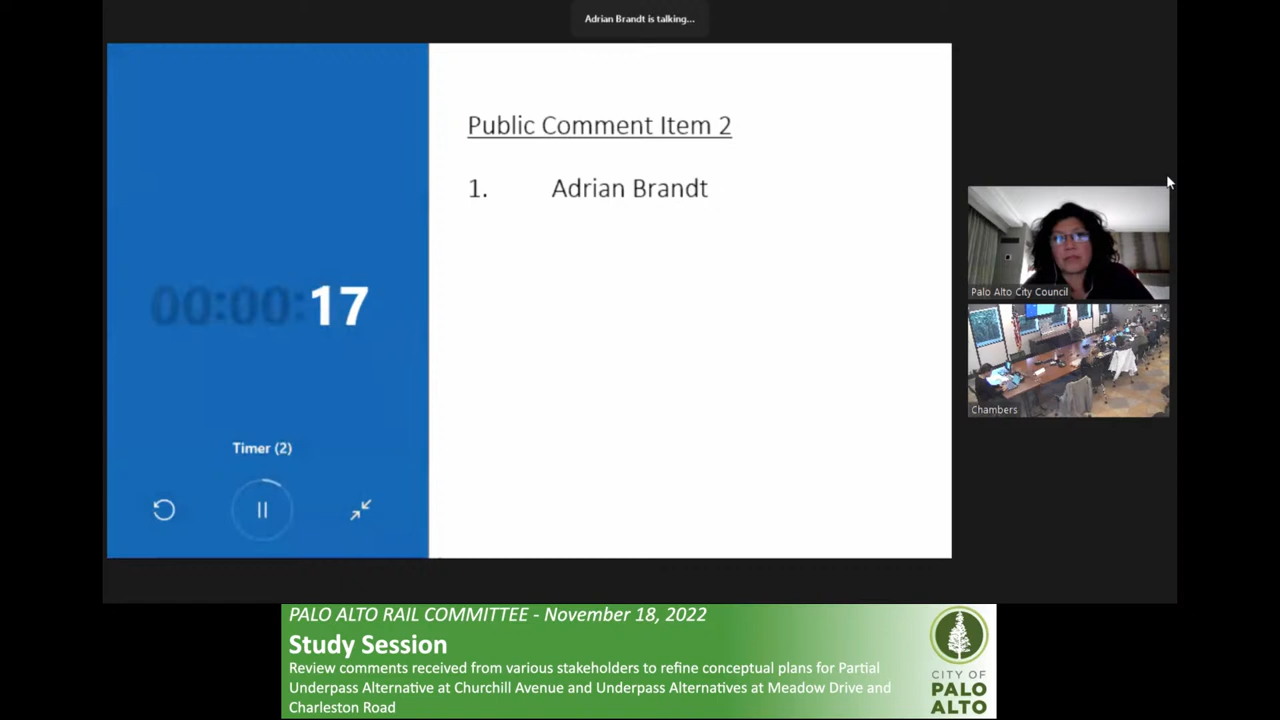 Adrian Brandt is talking...
Public Comment Item 2
1. Adrian Brandt
00:00:17
Timer (2)
Palo Alto City Council
Chambers
PALO ALTO RAIL COMMITTEE - November 18, 2022
Study Session
Review comments received from various stakeholders to refine conceptual plans for Partial
Underpass Alternative at Churchill Avenue and Underpass Alternatives at Meadow Drive and
Charleston Road
CITY OF
PALO
ALTO